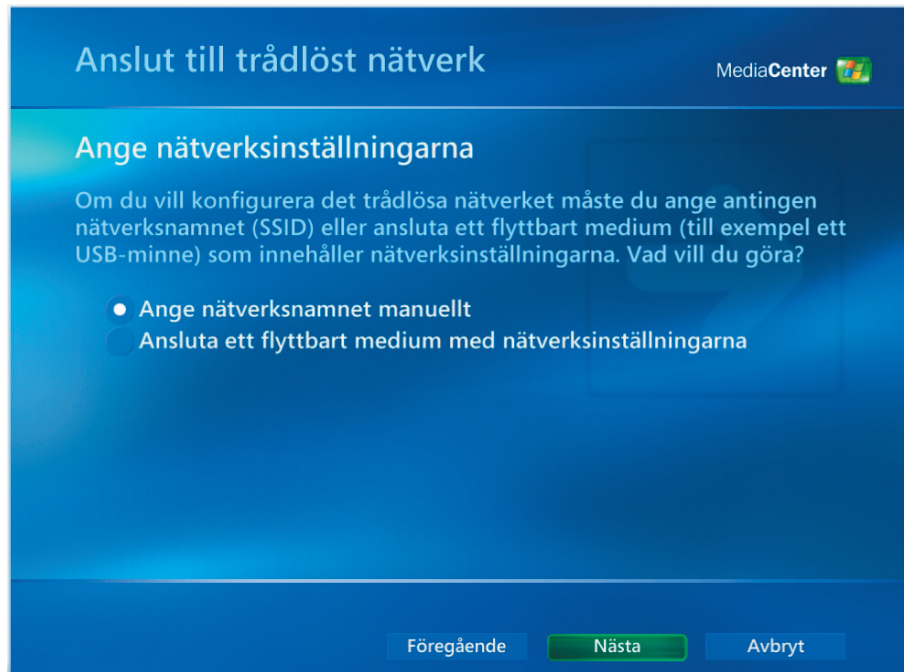 Anslut till trådlöst nätverk
MediaCenter
Ange nätverksinställningarna
Om du vill konfigurera det trådlösa nätverket måste du ange antingen
nätverksnamnet (SSID) eller ansluta ett flyttbart medium (till exempel ett
USB-minne) som innehåller nätverksinställningarna. Vad vill du göra?
Ange nätverksnamnet manuellt
Ansluta ett flyttbart medium med nätverksinställningarna
Föregående Nästa Avbryt